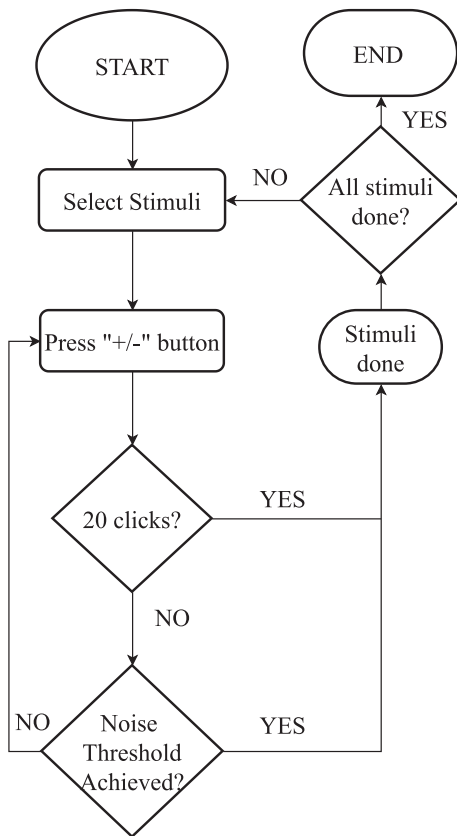 START
END
YES
NO
All stimuli
done?
Select Stimuli
Press "+/-" button
Stimuli
done
20 clicks?
YES
NO
NO
Noise
Threshold
Achieved?
YES